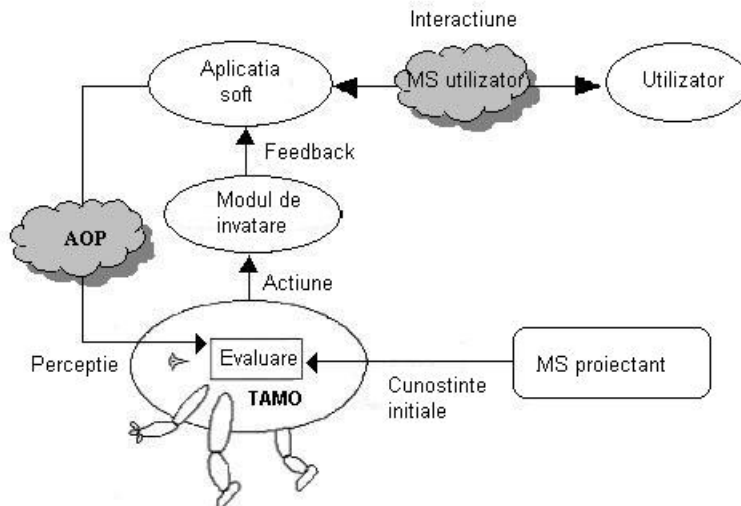 Interactiune
Aplicatia
soft
MS utilizator
Utilizator
Feedback
Modul de
invatare
AOP
Actiune
Perceptie
Evaluare
MS proiectant
TAMO
Cunostinte
initiale